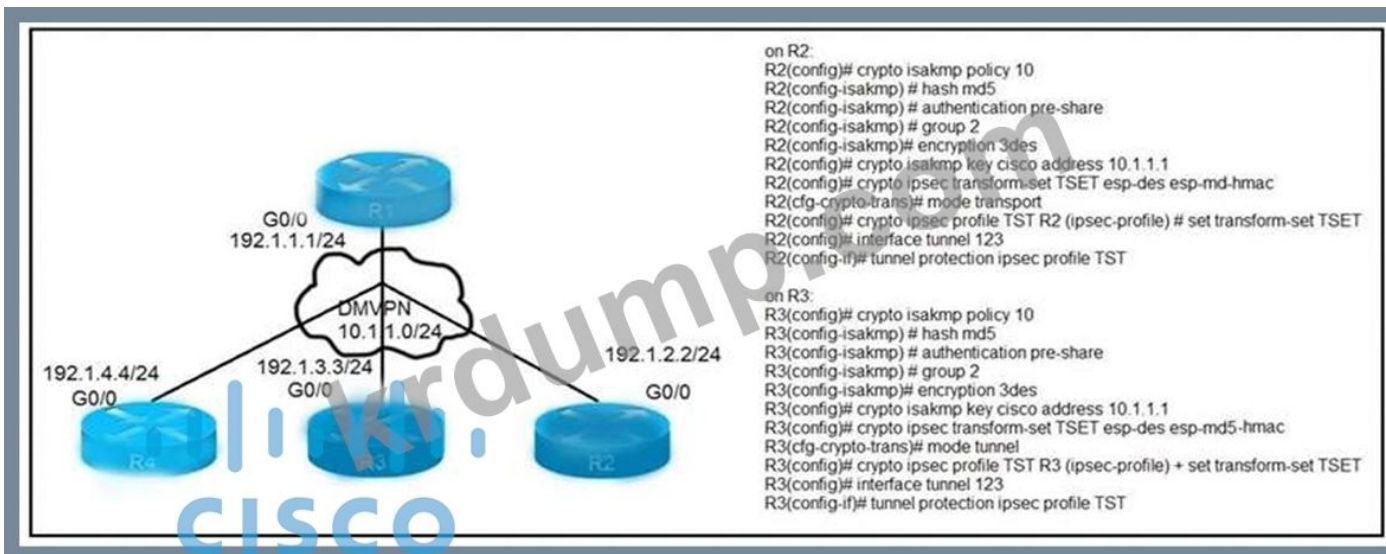 R1
G0/0
192.1.1.1/24
DMVPN
10.1.1.0/24
192.1.4.4/24
G0/0
192.1.3.3/24
G0/0
192.1.2.2/24
G0/0
R4
R3
R2
CISCO
krdump.com
on R2:
R2(config)# crypto isakmp policy 10
R2(config-isakmp) # hash md5
R2(config-isakmp) # authentication pre-share
R2(config-isakmp) # group 2
R2(config-isakmp)# encryption 3des
R2(config)# crypto isakmp key cisco address 10.1.1.1
R2(config)# crypto ipsec transform-set TSET esp-des esp-md-hmac
R2(cfg-crypto-trans)# mode transport
R2(config)# crypto ipsec profile TST R2 (ipsec-profile) # set transform-set TSET
R2(config)# interface tunnel 123
R2(config-if)# tunnel protection ipsec profile TST
on R3:
R3(config)# crypto isakmp policy 10
R3(config-isakmp) # hash md5
R3(config-isakmp) # authentication pre-share
R3(config-isakmp) # group 2
R3(config-isakmp)# encryption 3des
R3(config)# crypto isakmp key cisco address 10.1.1.1
R3(config)# crypto ipsec transform-set TSET esp-des esp-md5-hmac
R3(cfg-crypto-trans)# mode tunnel
R3(config)# crypto ipsec profile TST R3 (ipsec-profile) + set transform-set TSET
R3(config)# interface tunnel 123
R3(config-if)# tunnel protection ipsec profile TST